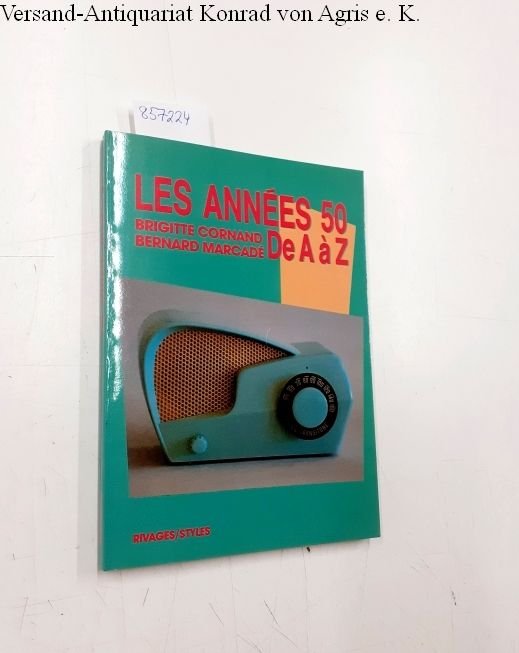 Versand-Antiquariat Konrad von Agris e. K.
857224
LES ANNÉES 50
BRIGITTE CORNAND
BERNARD MARCADÉ
De A à Z
RIVAGES/STYLES